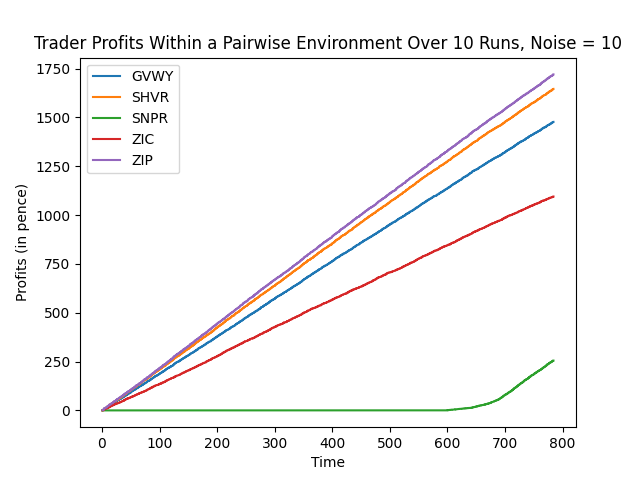 Trader Profits Within a Pairwise Environment Over 10 Runs, Noise = 10
GVWY
SHVR
SNPR
ZIC
ZIP
1750
1500
1250
1000
750
500
250
0
Profits (in pence)
0 100 200 300 400 500 600 700 800
Time